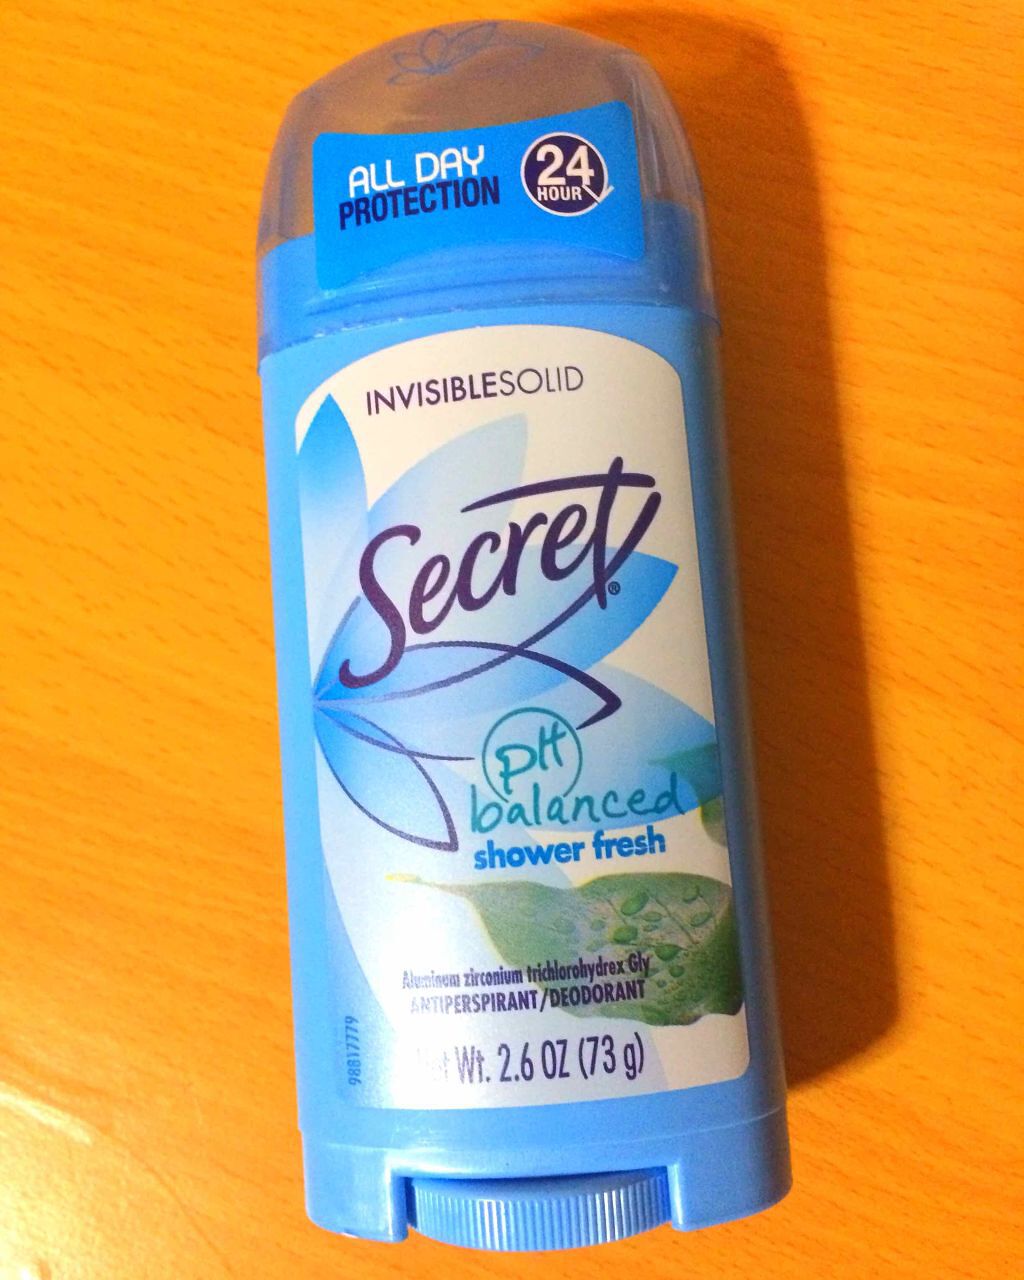 ALL DAY
PROTECTION
24
HOUR
INVISIBLESOLID
Secret®
pH
balanced
shower fresh
Aluminum zirconium trichlorohydrex Gly
ANTIPERSPIRANT/DEODORANT
Net Wt. 2.6 OZ (73 g)
98817779